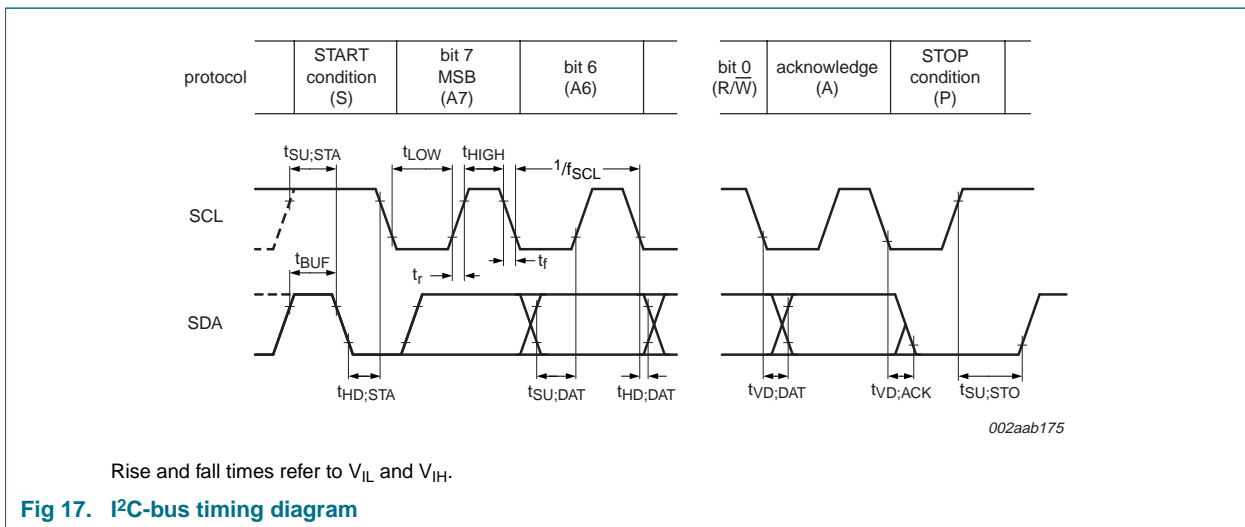 protocol
START
condition
(S)
bit 7
MSB
(A7)
bit 6
(A6)
bit 0
(R/W̅)
acknowledge
(A)
STOP
condition
(P)
tSU;STA
tLOW
tHIGH
1/fSCL
SCL
tBUF
tr
tf
SDA
tHD;STA
tSU;DAT
tHD;DAT
tVD;DAT
tVD;ACK
tSU;STO
002aab175
Rise and fall times refer to VIL and VIH.
Fig 17. I²C-bus timing diagram